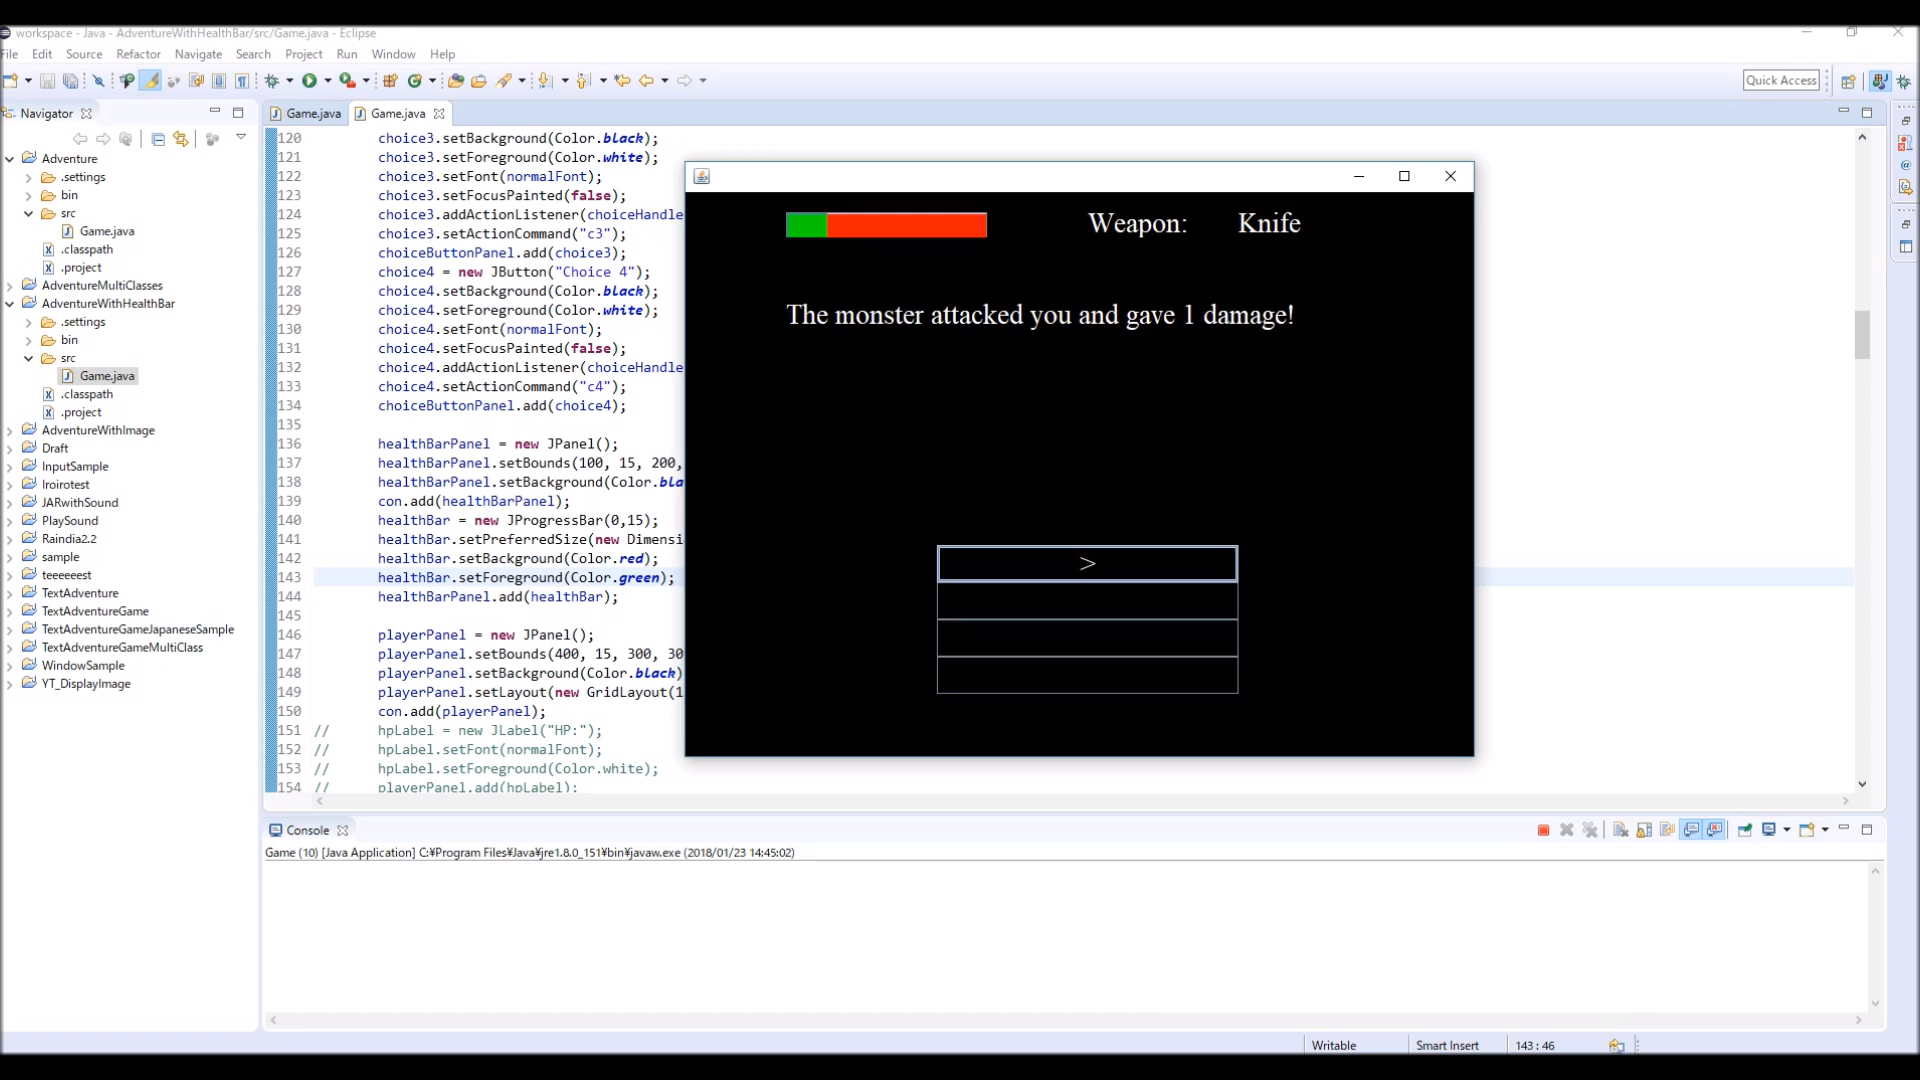 workspace - Java - AdventureWithHealthBar/src/Game.java - Eclipse
File Edit Source Refactor Navigate Search Project Run Window Help
Quick Access
Navigator
Game.java Game.java
Adventure
.settings
bin
src
Game.java
.classpath
.project
AdventureMultiClasses
AdventureWithHealthBar
.settings
bin
src
Game.java
.classpath
.project
AdventureWithImage
Draft
InputSample
Iroirotest
JARwithSound
PlaySound
Raindia2.2
sample
teeeeeest
TextAdventure
TextAdventureGame
TextAdventureGameJapaneseSample
TextAdventureGameMultiClass
WindowSample
YT_DisplayImage
120 choice3.setBackground(Color.black);
121 choice3.setForeground(Color.white);
122 choice3.setFont(normalFont);
123 choice3.setFocusPainted(false);
124 choice3.addActionListener(choiceHandle
125 choice3.setActionCommand("c3");
126 choiceButtonPanel.add(choice3);
127 choice4 = new JButton("Choice 4");
128 choice4.setBackground(Color.black);
129 choice4.setForeground(Color.white);
130 choice4.setFont(normalFont);
131 choice4.setFocusPainted(false);
132 choice4.addActionListener(choiceHandle
133 choice4.setActionCommand("c4");
134 choiceButtonPanel.add(choice4);
135
136 healthBarPanel = new JPanel();
137 healthBarPanel.setBounds(100, 15, 200,
138 healthBarPanel.setBackground(Color.bla
139 con.add(healthBarPanel);
140 healthBar = new JProgressBar(0,15);
141 healthBar.setPreferredSize(new Dimensi
142 healthBar.setBackground(Color.red);
143 healthBar.setForeground(Color.green);
144 healthBarPanel.add(healthBar);
145
146 playerPanel = new JPanel();
147 playerPanel.setBounds(400, 15, 300, 30
148 playerPanel.setBackground(Color.black)
149 playerPanel.setLayout(new GridLayout(1
150 con.add(playerPanel);
151 // hpLabel = new JLabel("HP:");
152 // hpLabel.setFont(normalFont);
153 // hpLabel.setForeground(Color.white);
154 // playerPanel.add(hpLabel);
Weapon: Knife
The monster attacked you and gave 1 damage!
>
Console
Game (10) [Java Application] C:¥Program Files¥Java¥jre1.8.0_151¥bin¥javaw.exe (2018/01/23 14:45:02)
Writable Smart Insert 143 : 46